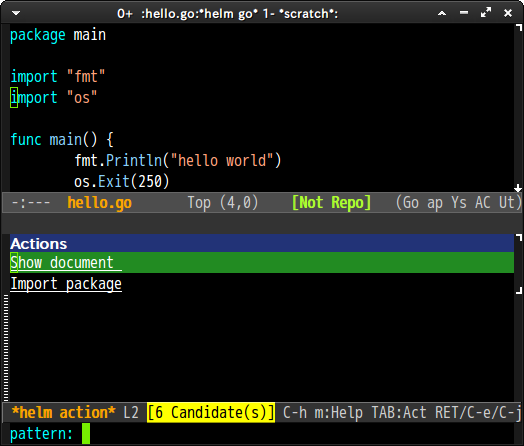 0+ :hello.go:*helm go* 1- *scratch*:
package main
import "fmt"
import "os"
func main() {
fmt.Println("hello world")
os.Exit(250)
-:--- hello.go Top (4,0) [Not Repo] (Go ap Ys AC Ut)
Actions
Show document
Import package
*helm action* L2 [6 Candidate(s)] C-h m:Help TAB:Act RET/C-e/C-j
pattern: